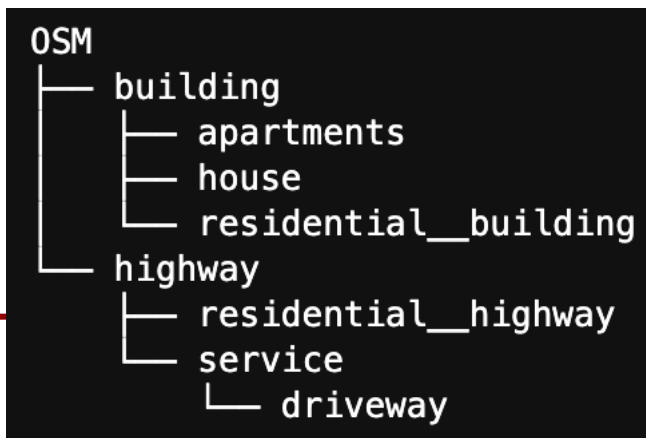 OSM
├── building
│   ├── apartments
│   ├── house
│   └── residential__building
└── highway
    ├── residential__highway
    └── service
        └── driveway